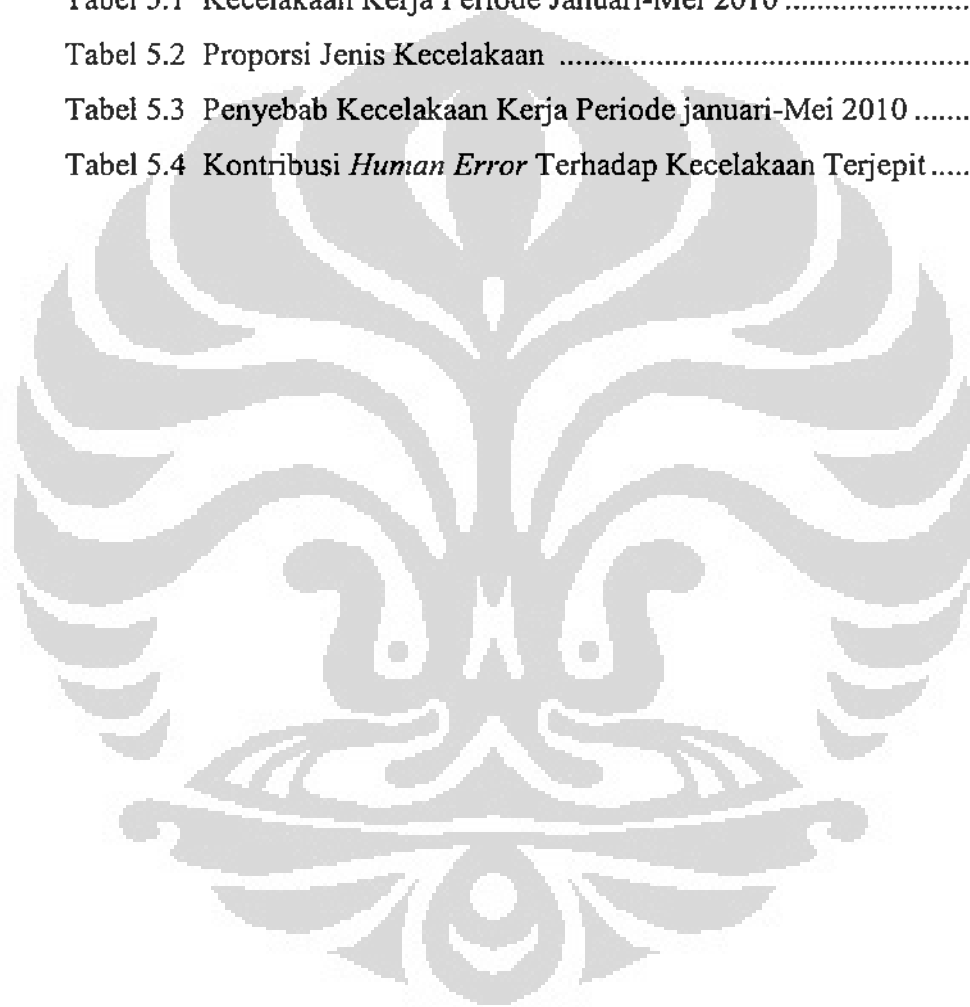 Tabel 5.1 Kecelakaan Kerja Periode Januari-Mei 2010 .......................
Tabel 5.2 Proporsi Jenis Kecelakaan ..................................................
Tabel 5.3 Penyebab Kecelakaan Kerja Periode januari-Mei 2010 .......
Tabel 5.4 Kontribusi Human Error Terhadap Kecelakaan Terjepit.....